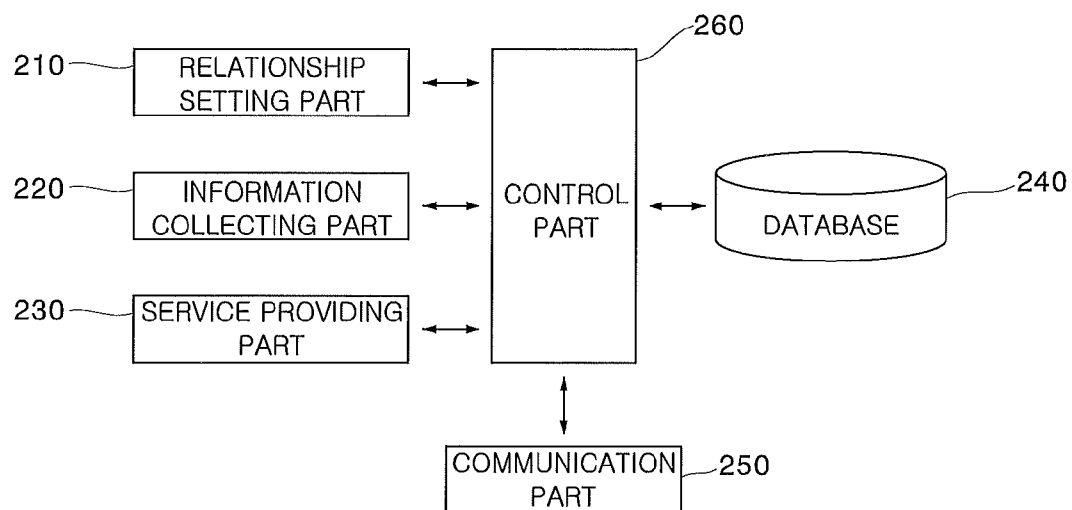 260
210
RELATIONSHIP
SETTING PART
220
INFORMATION
COLLECTING PART
CONTROL
PART
240
DATABASE
230
SERVICE PROVIDING
PART
COMMUNICATION
PART
250